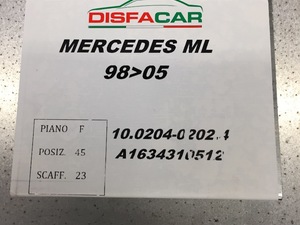 DISFACAR
MERCEDES ML
98>05
PIANO F
POSIZ. 45
SCAFF. 23
10.0204-0202.4
A1634310512